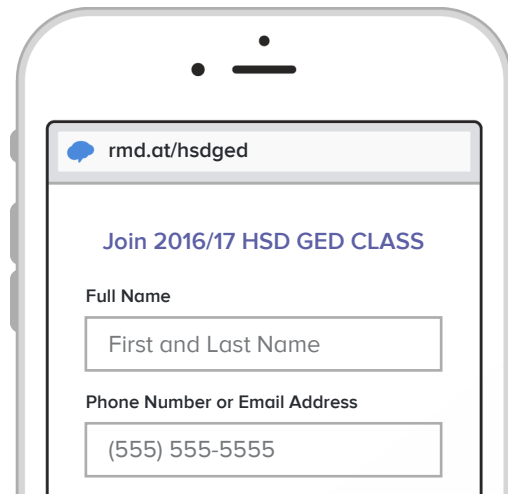 rmd.at/hsdged
Join 2016/17 HSD GED CLASS
Full Name
First and Last Name
Phone Number or Email Address
(555) 555-5555